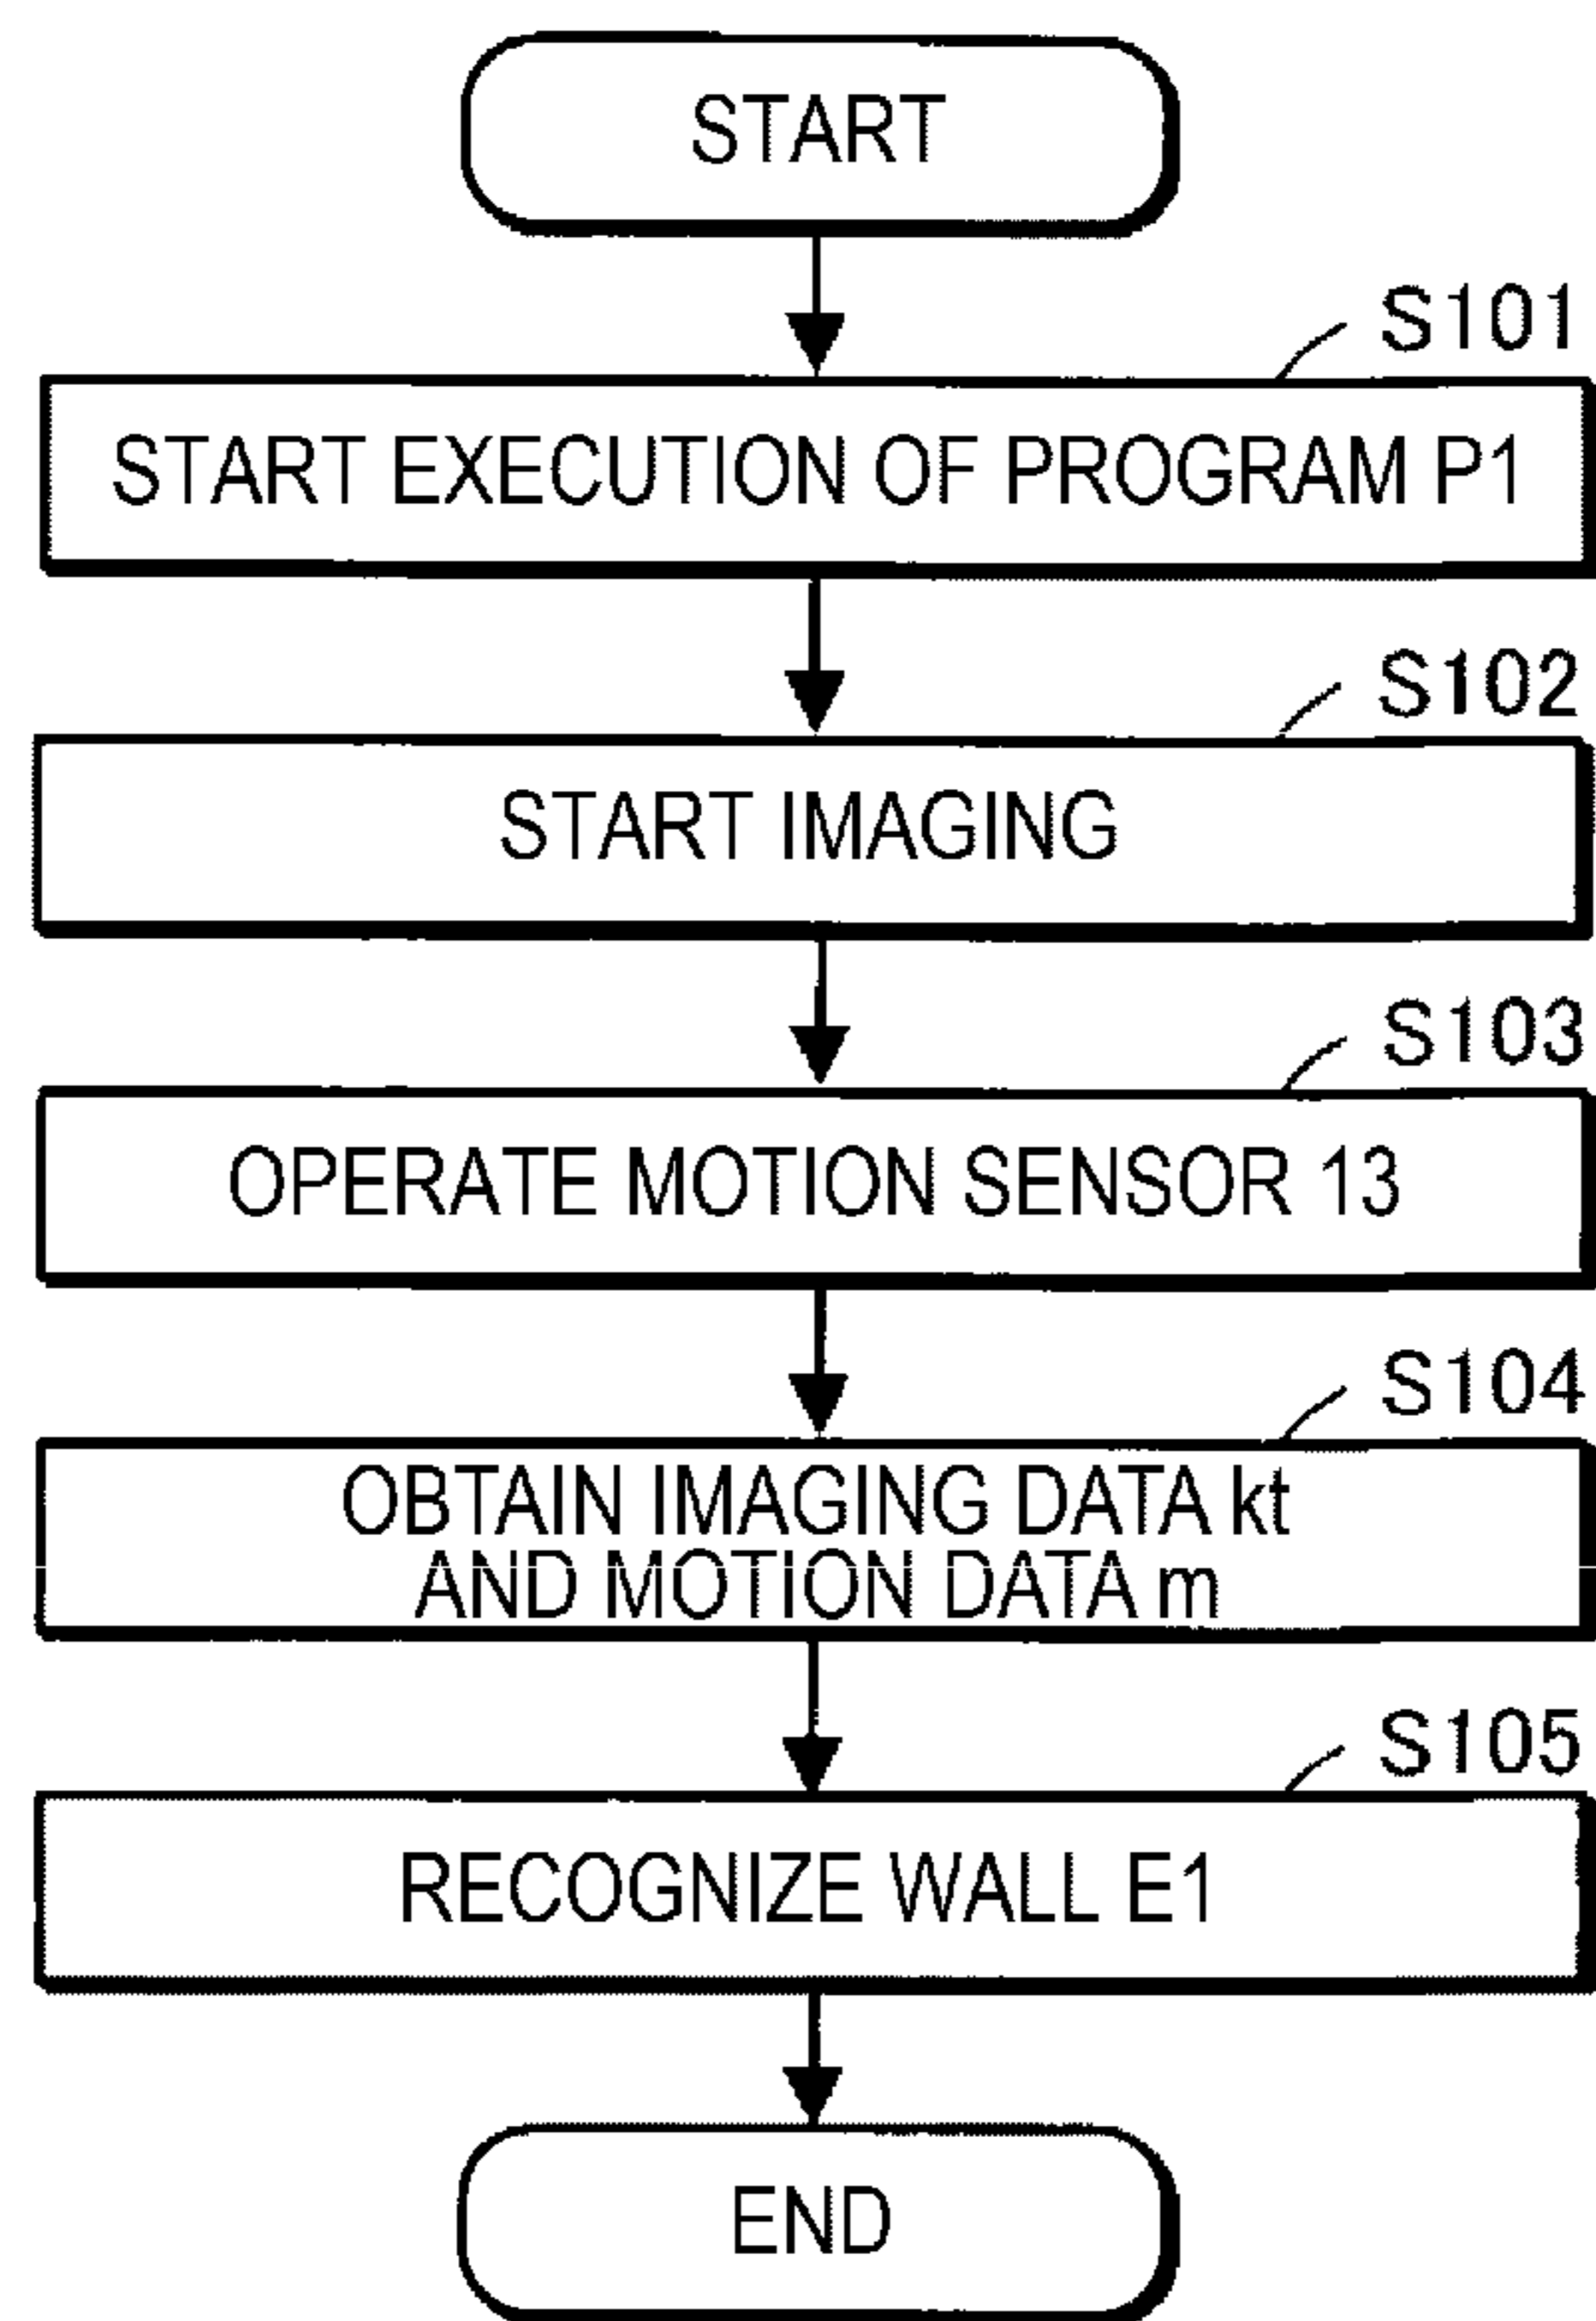 START
S101
START EXECUTION OF PROGRAM P1
S102
START IMAGING
S103
OPERATE MOTION SENSOR 13
S104
OBTAIN IMAGING DATA kt
AND MOTION DATA m
S105
RECOGNIZE WALL E1
END